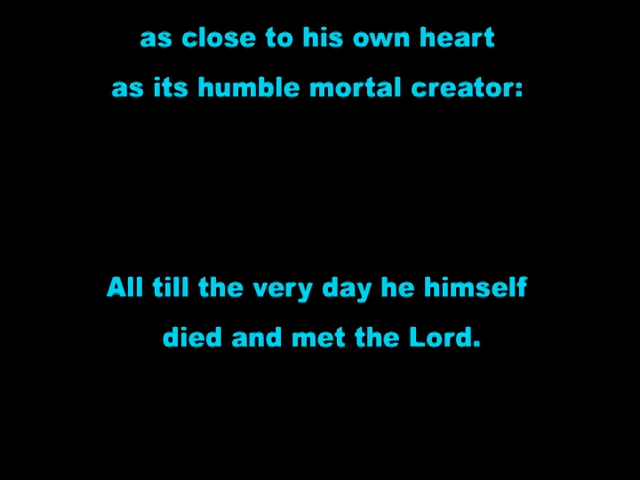 as close to his own heart
as its humble mortal creator:
All till the very day he himself
died and met the Lord.